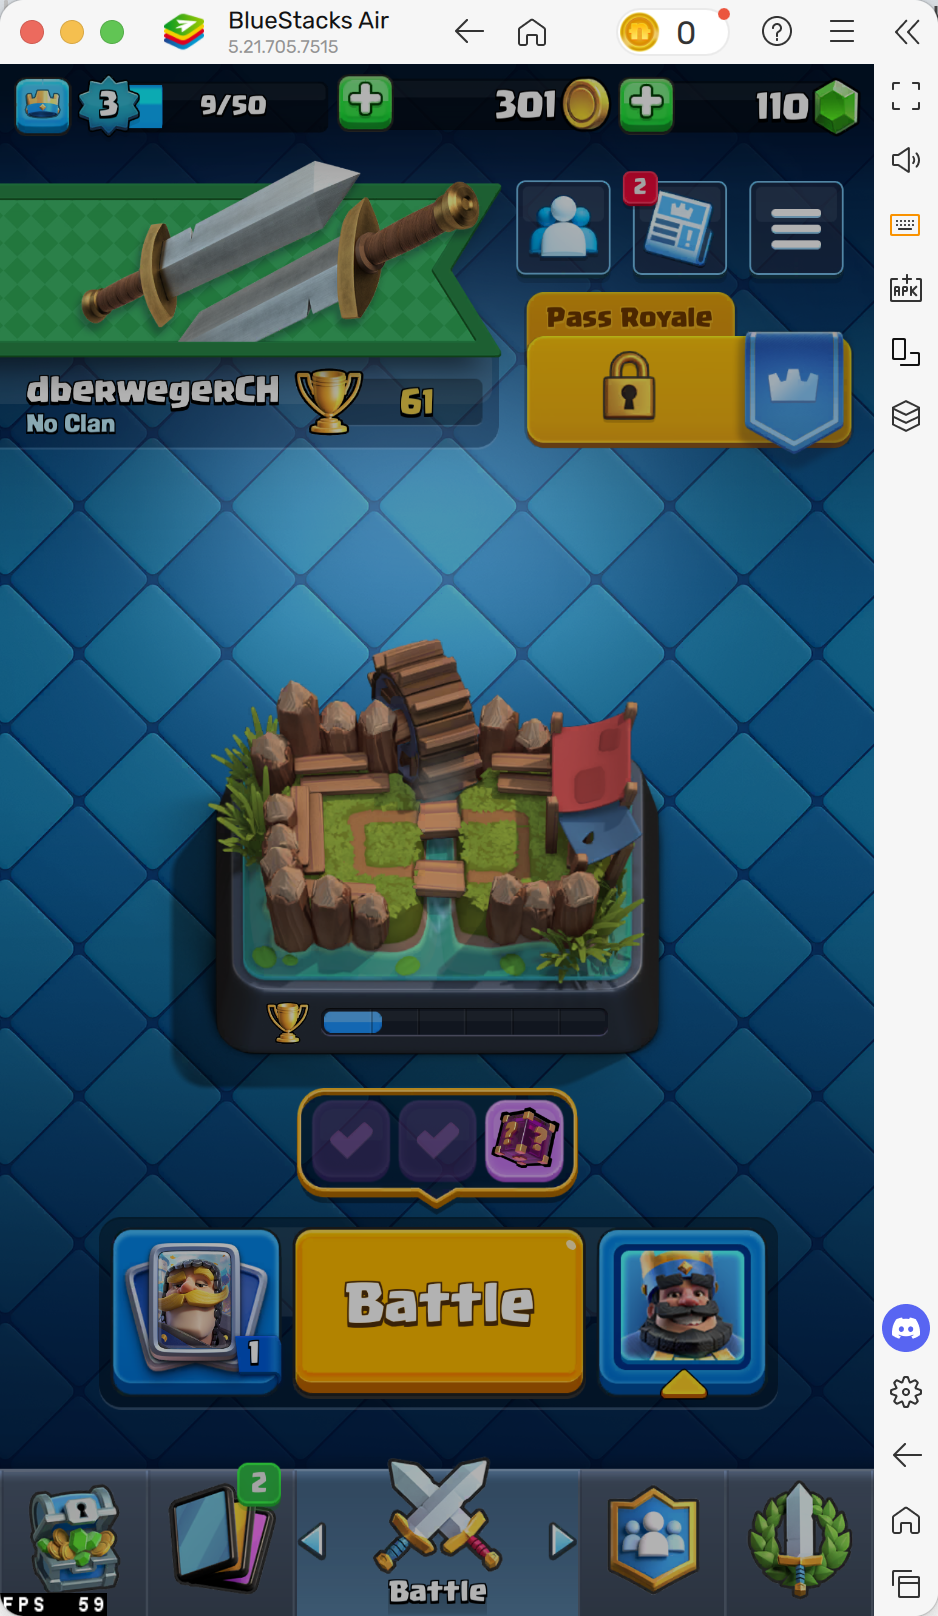 BlueStacks Air
5.21.705.7515
0
3
9/50
301
110
2
Pass Royale
dberwegerCH
61
No Clan
APK
? ?
1
Battle
2
Battle
FPS 59